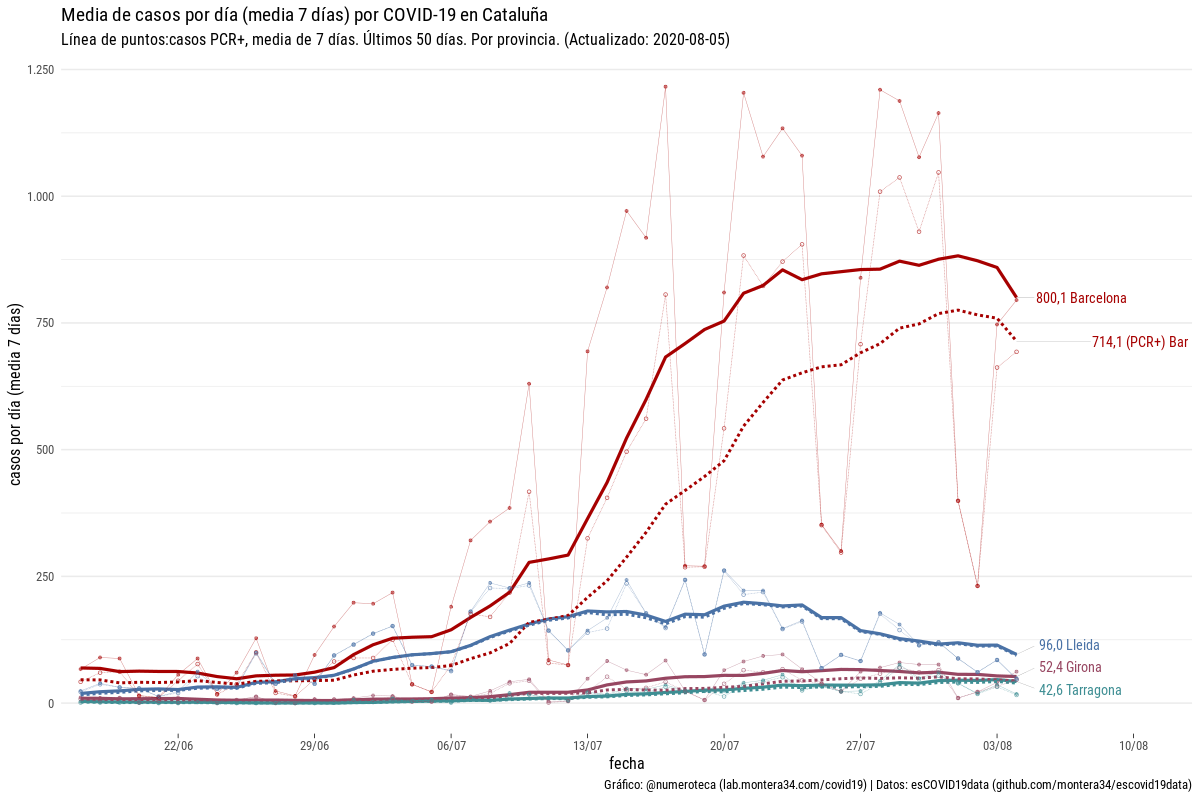 Media de casos por día (media 7 días) por COVID-19 en Cataluña
Línea de puntos:casos PCR+, media de 7 días. Últimos 50 días. Por provincia. (Actualizado: 2020-08-05)
casos por día (media 7 días)
1.250
1.000
750
500
250
0
800,1 Barcelona
714,1 (PCR+) Bar
96,0 Lleida
52,4 Girona
42,6 Tarragona
22/06
29/06
06/07
13/07
20/07
27/07
03/08
10/08
fecha
Gráfico: @numeroteca (lab.montera34.com/covid19) | Datos: esCOVID19data (github.com/montera34/escovid19data)